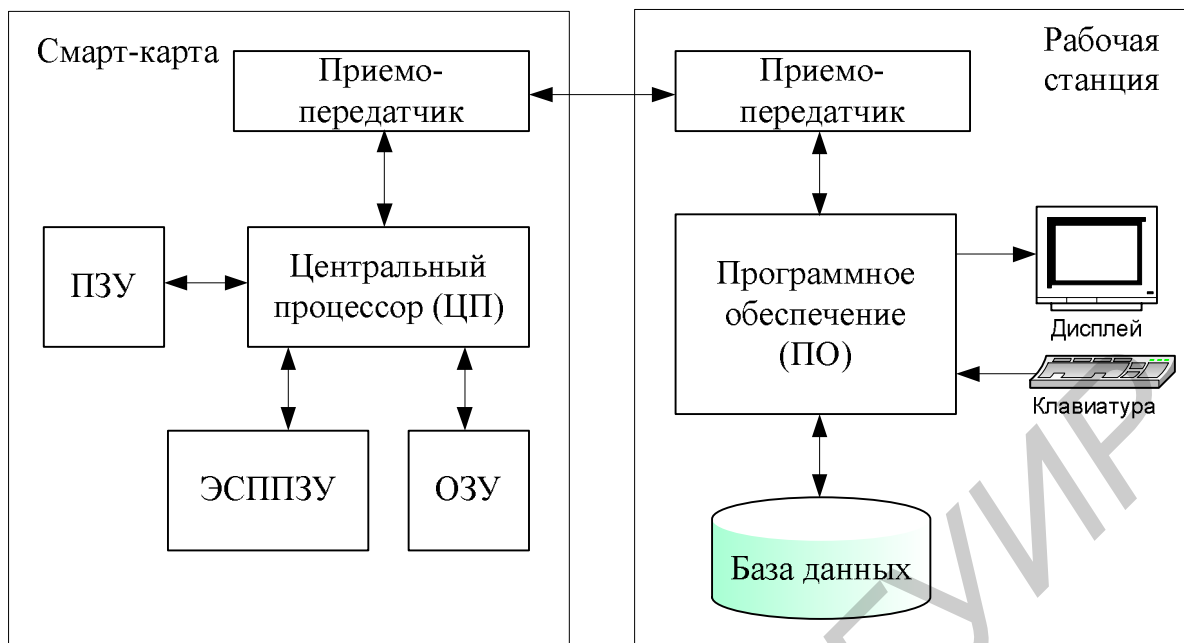 Смарт-карта
Приемо-
передатчик
ПЗУ
Центральный
процессор (ЦП)
ЭСППЗУ
ОЗУ
Рабочая
станция
Приемо-
передатчик
Программное
обеспечение
(ПО)
Дисплей
Клавиатура
База данных
ГУИР